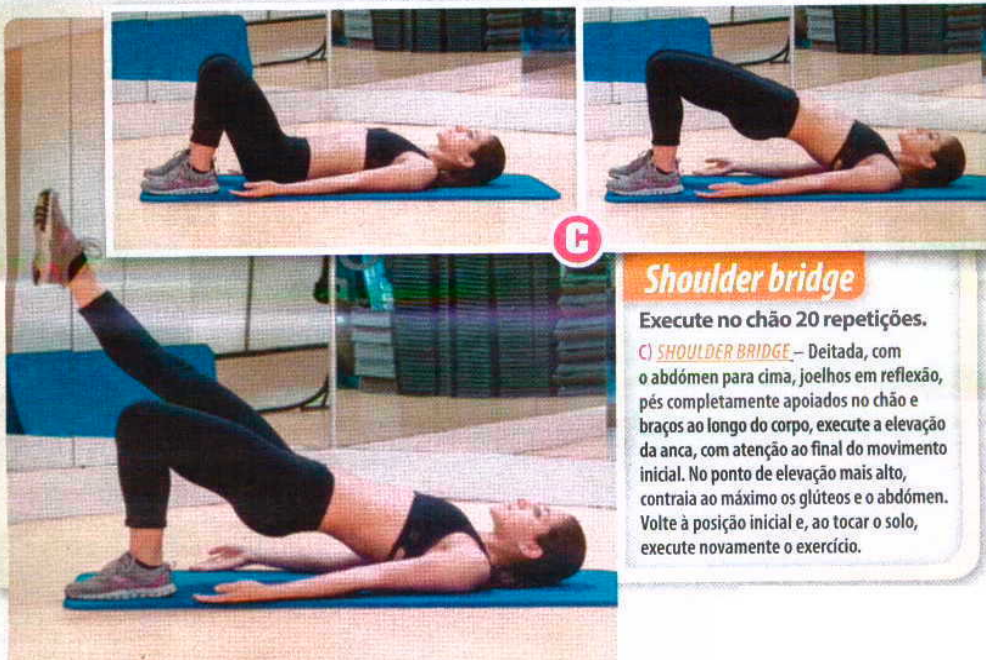 C
Shoulder bridge
Execute no chão 20 repetições.
C) SHOULDER BRIDGE – Deitada, com
o abdómen para cima, joelhos em reflexão,
pés completamente apoiados no chão e
braços ao longo do corpo, execute a elevação
da anca, com atenção ao final do movimento
inicial. No ponto de elevação mais alto,
contraia ao máximo os glúteos e o abdómen.
Volte à posição inicial e, ao tocar o solo,
execute novamente o exercício.